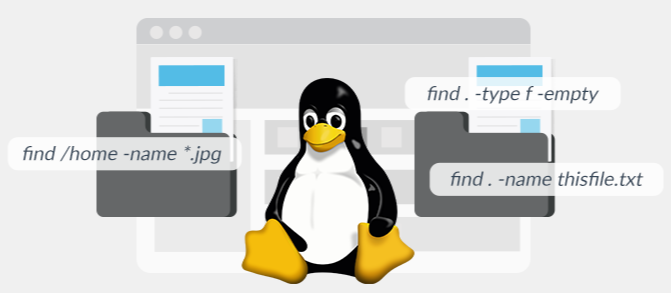 find . -type f -empty
find /home -name *.jpg
find . -name thisfile.txt